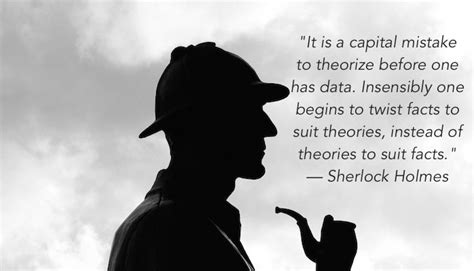 "It is a capital mistake
to theorize before one
has data. Insensibly one
begins to twist facts to
suit theories, instead of
theories to suit facts."
— Sherlock Holmes